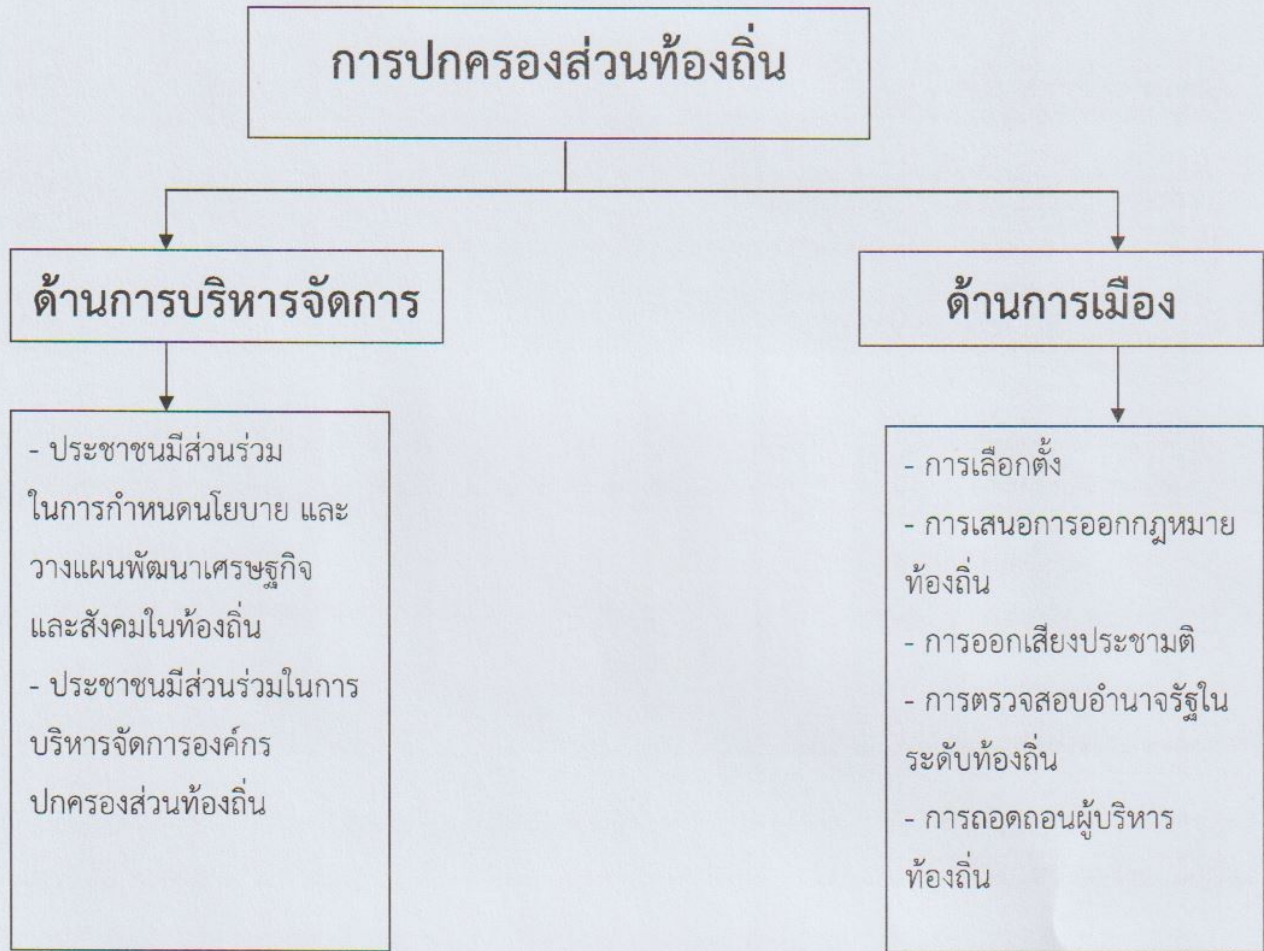 การปกครองส่วนท้องถิ่น
ด้านการบริหารจัดการ
- ประชาชนมีส่วนร่วม
ในการกำหนดนโยบาย และ
วางแผนพัฒนาเศรษฐกิจ
และสังคมในท้องถิ่น
- ประชาชนมีส่วนร่วมในการ
บริหารจัดการองค์กร
ปกครองส่วนท้องถิ่น
ด้านการเมือง
- การเลือกตั้ง
- การเสนอการออกกฎหมาย
ท้องถิ่น
- การออกเสียงประชามติ
- การตรวจสอบอำนาจรัฐใน
ระดับท้องถิ่น
- การถอดถอนผู้บริหาร
ท้องถิ่น